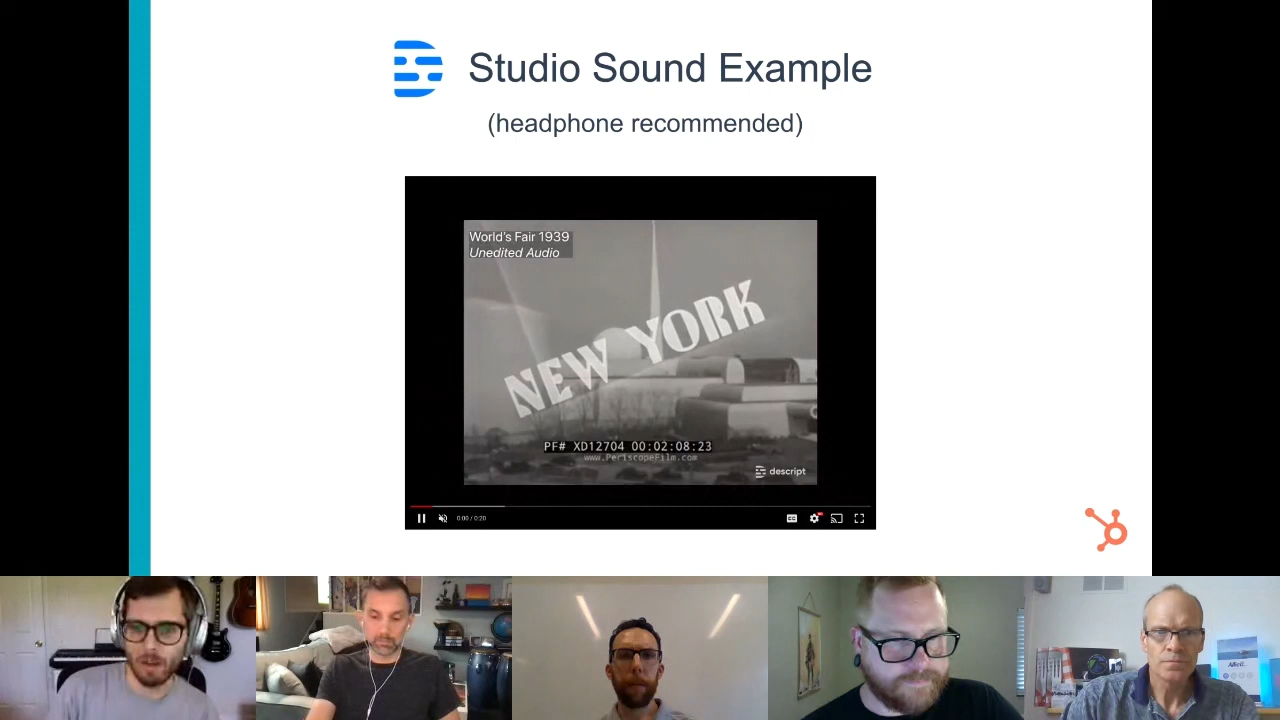 Studio Sound Example
(headphone recommended)
World's Fair 1939
Unedited Audio
NEW YORK
PF# XD12704 00:02:08:23
www.PeriscopeFilm.com
descript
0:00 / 0:20
CC